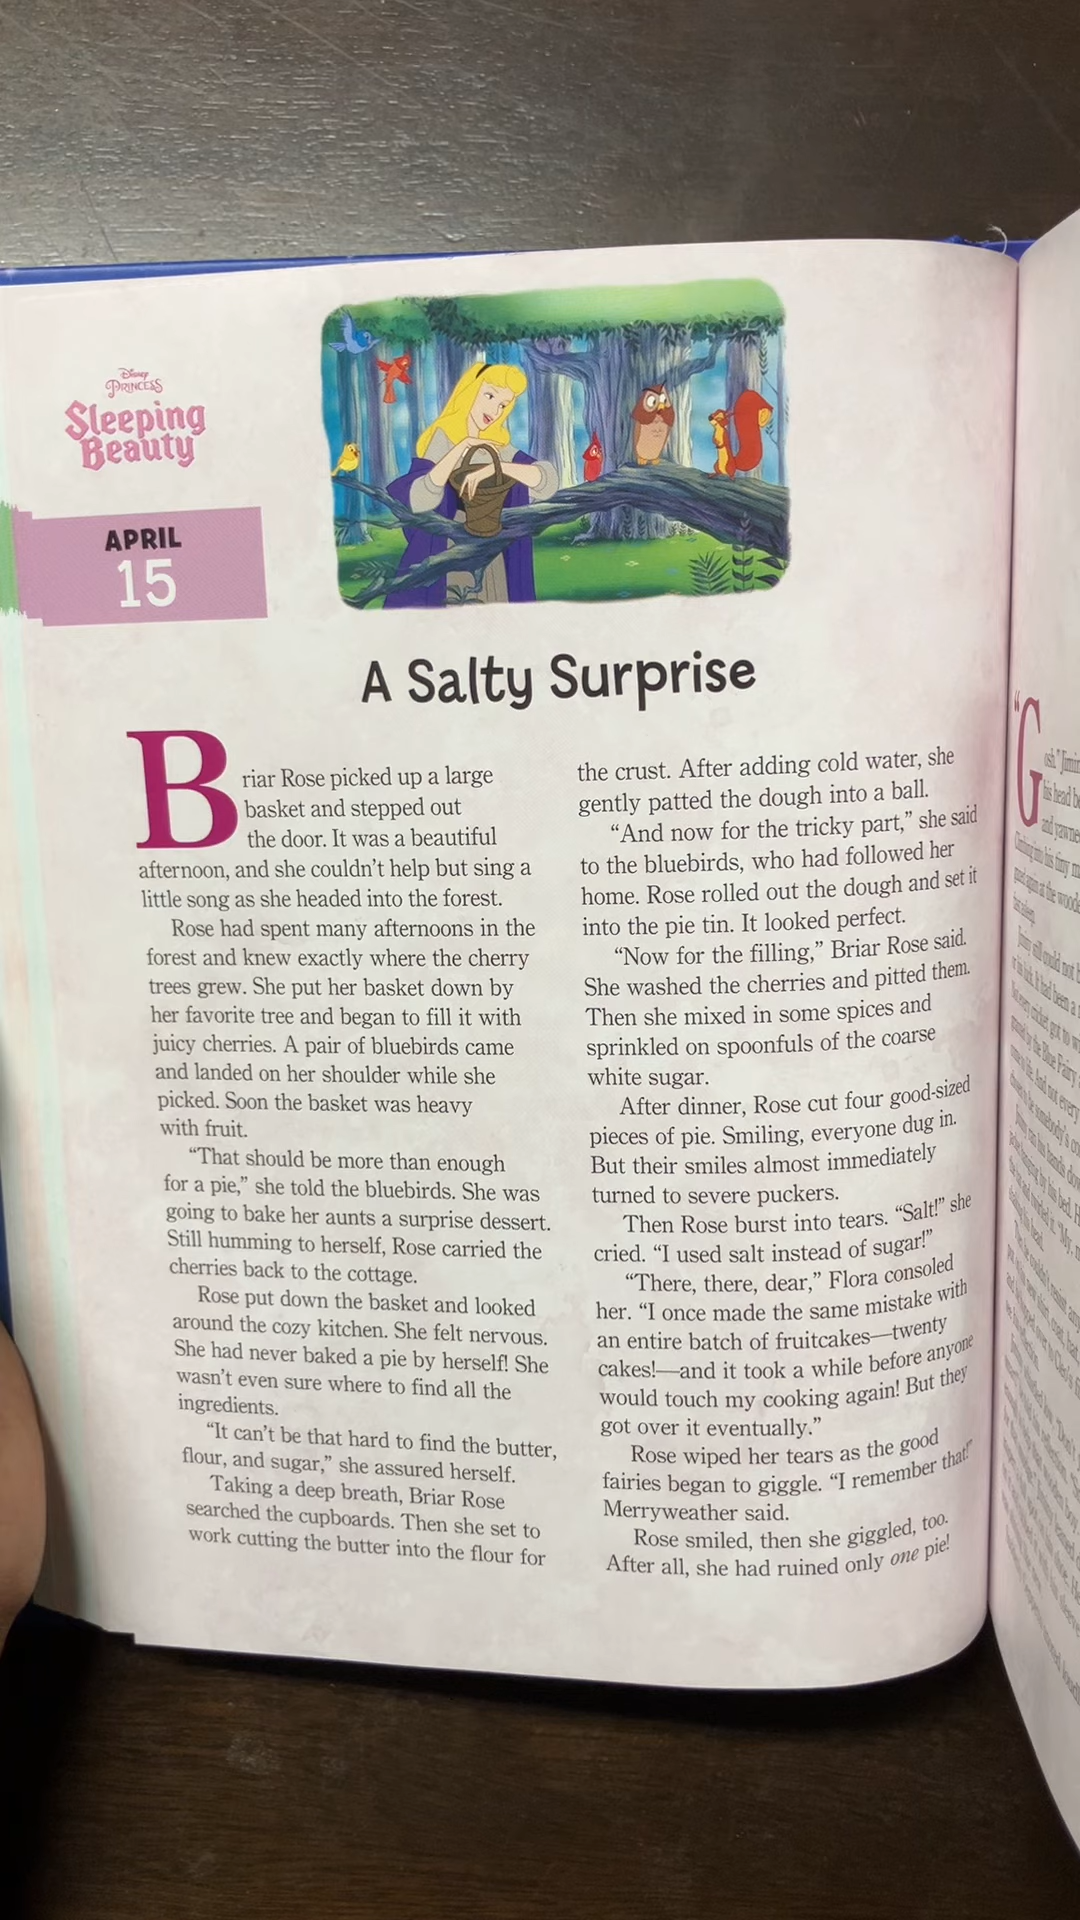 Disney
PRINCESS
Sleeping
Beauty
APRIL
15
A Salty Surprise
Briar Rose picked up a large
basket and stepped out
the door. It was a beautiful
afternoon, and she couldn't help but sing a
little song as she headed into the forest.
Rose had spent many afternoons in the
forest and knew exactly where the cherry
trees grew. She put her basket down by
her favorite tree and began to fill it with
juicy cherries. A pair of bluebirds came
and landed on her shoulder while she
picked. Soon the basket was heavy
with fruit.
“That should be more than enough
for a pie,” she told the bluebirds. She was
going to bake her aunts a surprise dessert.
Still humming to herself, Rose carried the
cherries back to the cottage.
Rose put down the basket and looked
around the cozy kitchen. She felt nervous.
She had never baked a pie by herself! She
wasn't even sure where to find all the
ingredients.
“It can't be that hard to find the butter,
flour, and sugar,” she assured herself.
Taking a deep breath, Briar Rose
searched the cupboards. Then she set to
work cutting the butter into the flour for
the crust. After adding cold water, she
gently patted the dough into a ball.
“And now for the tricky part,” she said
to the bluebirds, who had followed her
home. Rose rolled out the dough and set it
into the pie tin. It looked perfect.
“Now for the filling,” Briar Rose said.
She washed the cherries and pitted them.
Then she mixed in some spices and
sprinkled on spoonfuls of the coarse
white sugar.
After dinner, Rose cut four good-sized
pieces of pie. Smiling, everyone dug in.
But their smiles almost immediately
turned to severe puckers.
Then Rose burst into tears. “Salt!” she
cried. “I used salt instead of sugar!”
“There, there, dear,” Flora consoled
her. “I once made the same mistake with
an entire batch of fruitcakes—twenty
cakes!—and it took a while before anyone
would touch my cooking again! But they
got over it eventually.”
Rose wiped her tears as the good
fairies began to giggle. “I remember that!”
Merryweather said.
Rose smiled, then she giggled, too.
After all, she had ruined only one pie!